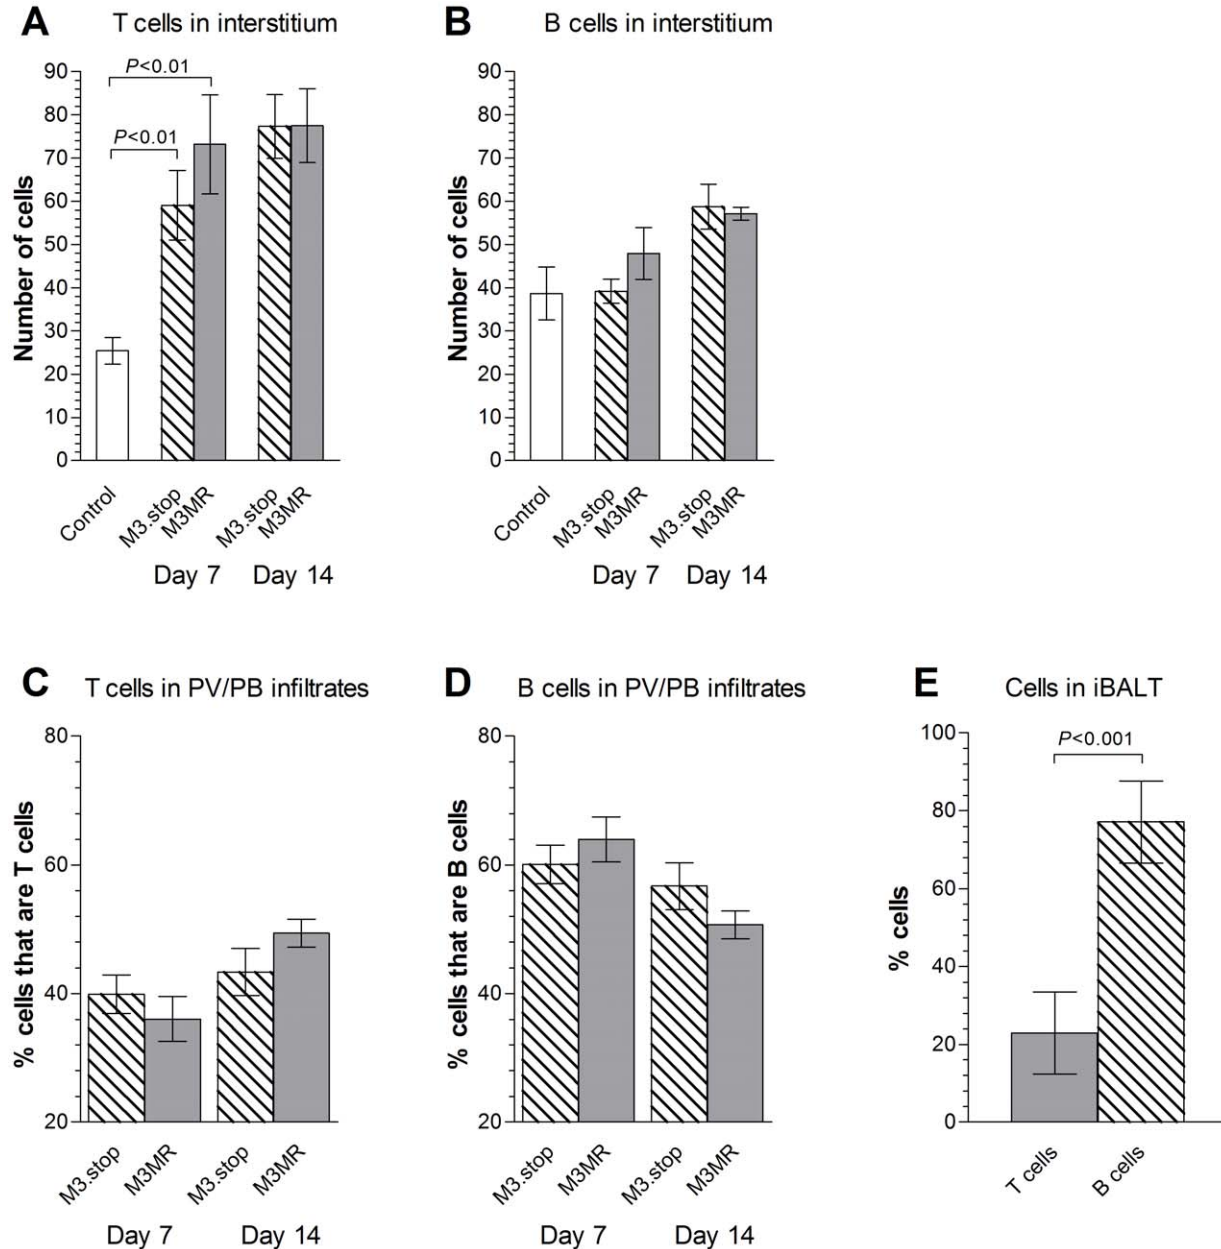 A T cells in interstitium
Number of cells
90
80
70
60
50
40
30
20
10
0
P<0.01
P<0.01
Control
M3.stop
M3MR
M3.stop
M3MR
Day 7 Day 14
B B cells in interstitium
Number of cells
90
80
70
60
50
40
30
20
10
0
Control
M3.stop
M3MR
M3.stop
M3MR
Day 7 Day 14
C T cells in PV/PB infiltrates
% cells that are T cells
80
60
40
20
M3.stop
M3MR
M3.stop
M3MR
Day 7 Day 14
D B cells in PV/PB infiltrates
% cells that are B cells
80
60
40
20
M3.stop
M3MR
M3.stop
M3MR
Day 7 Day 14
E Cells in iBALT
% cells
100
80
60
40
20
0
P<0.001
T cells
B cells